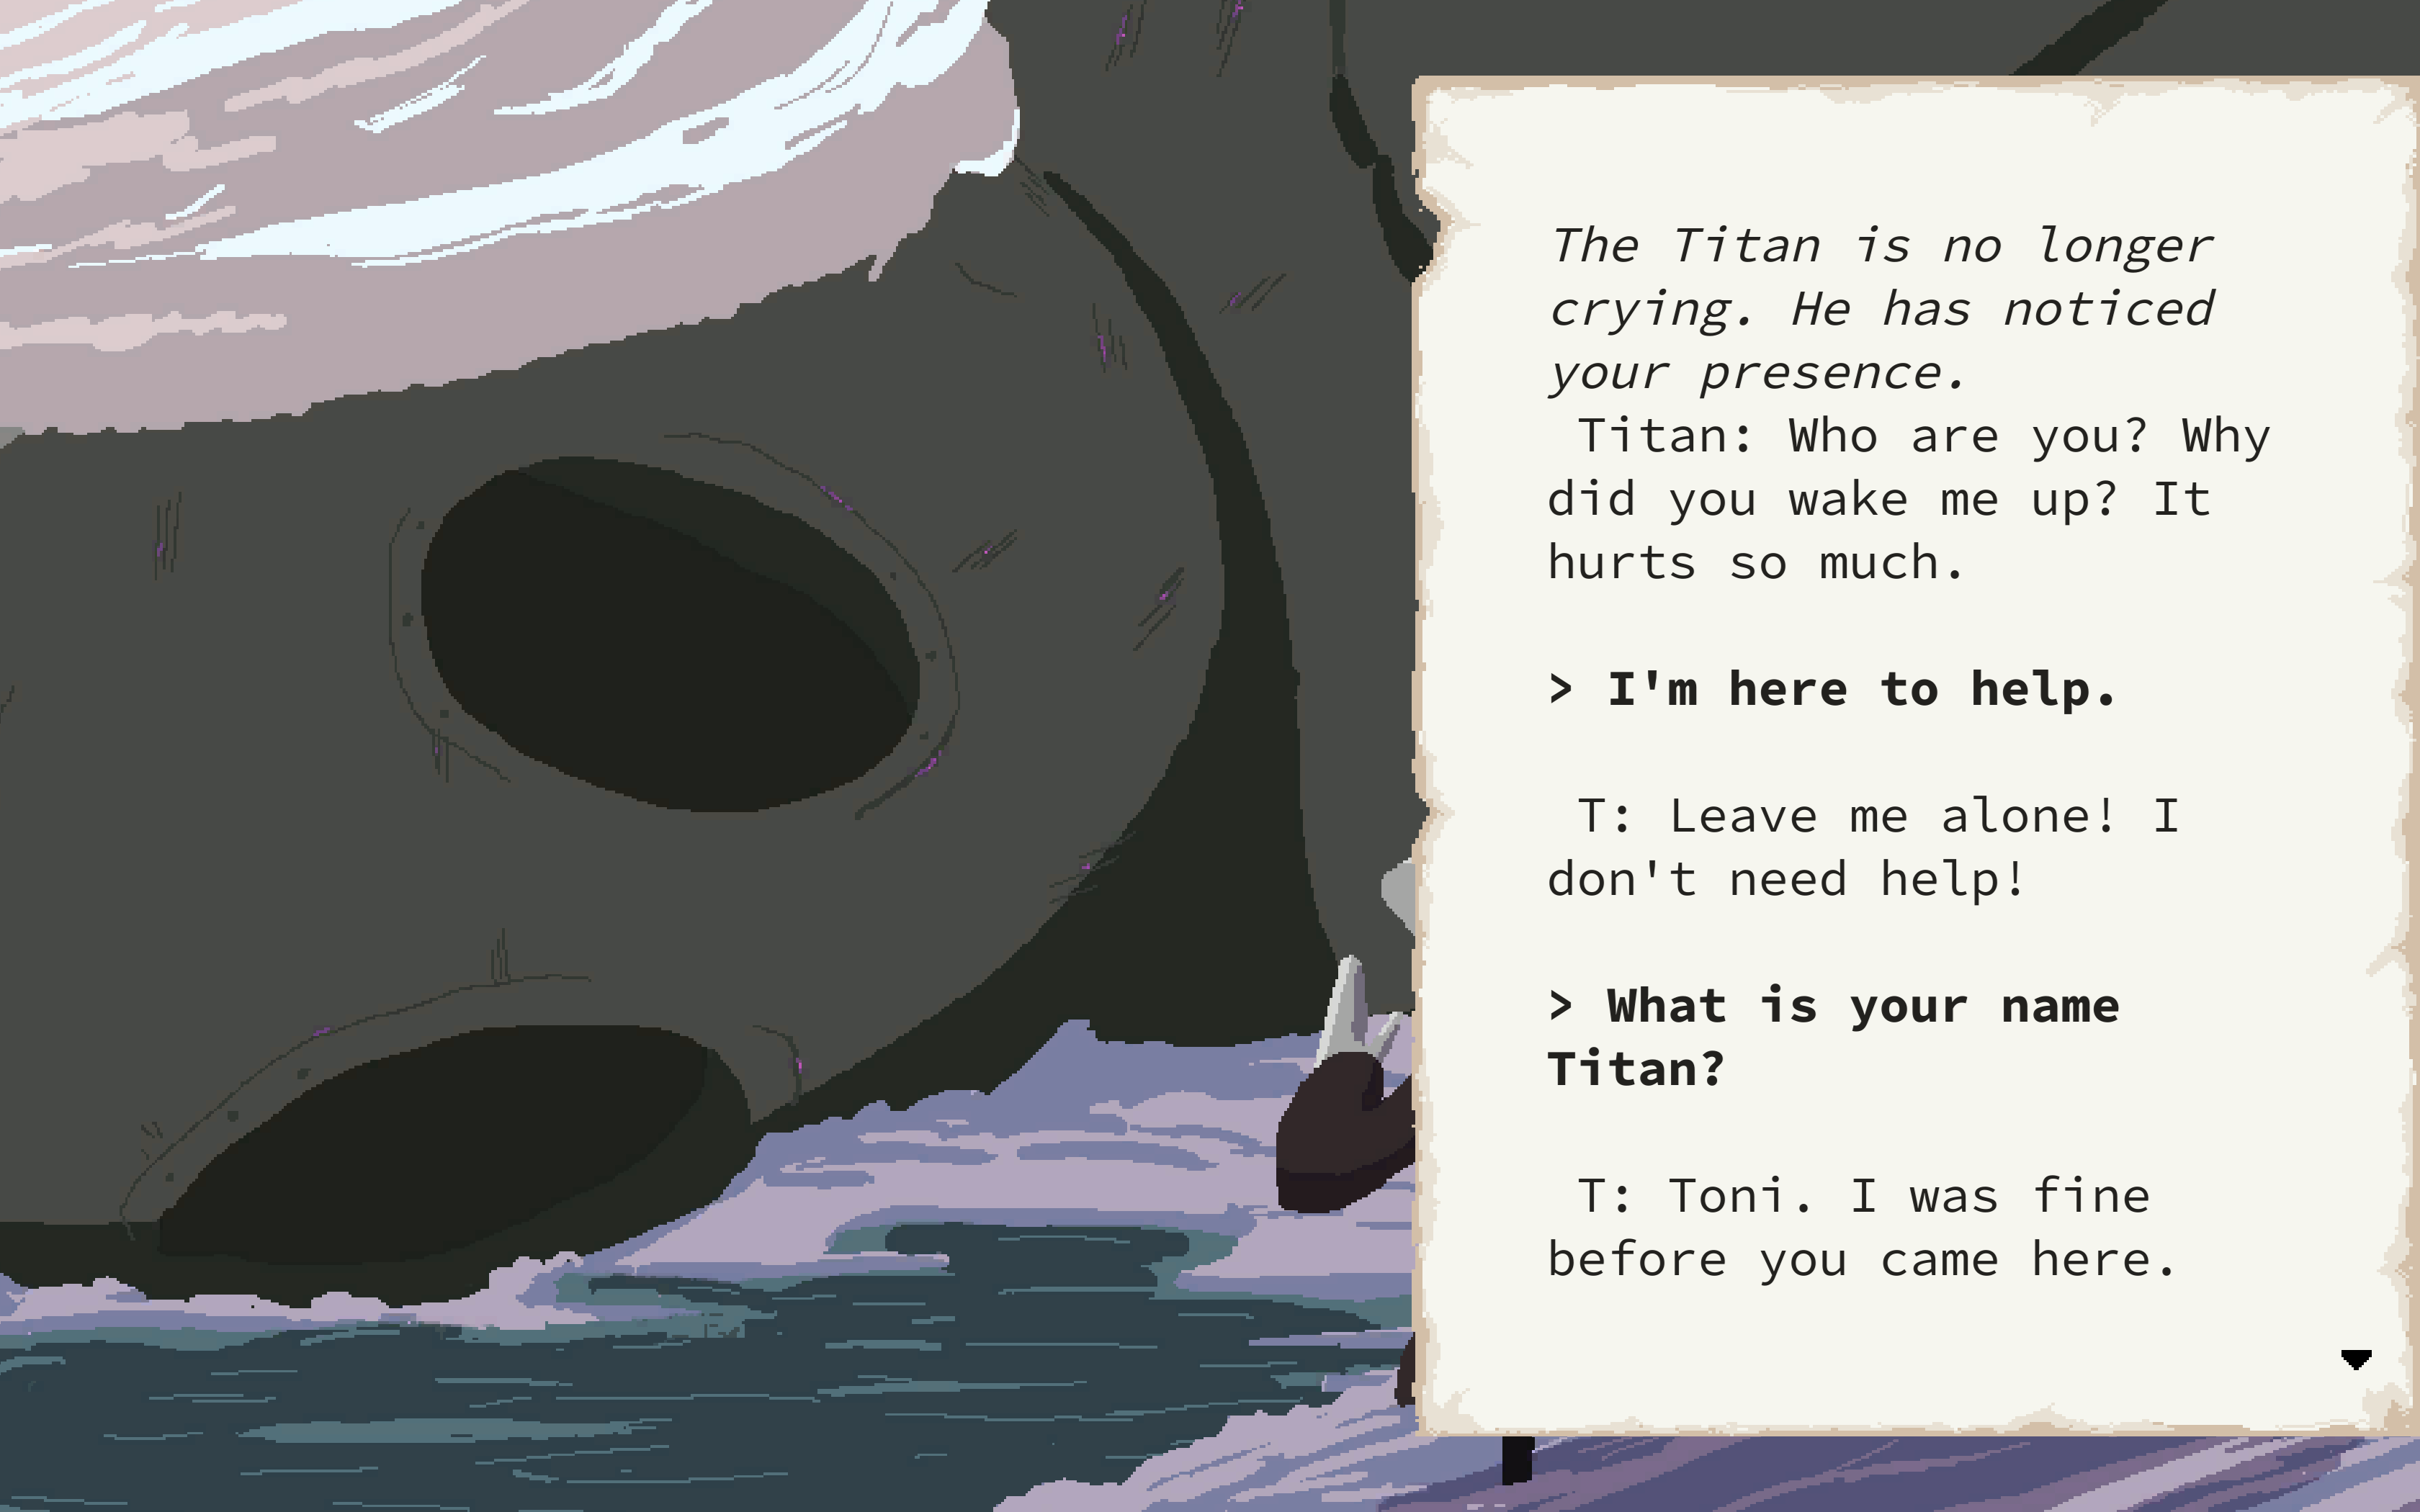 The Titan is no longer
crying. He has noticed
your presence.
Titan: Who are you? Why
did you wake me up? It
hurts so much.
> I'm here to help.
T: Leave me alone! I
don't need help!
> What is your name
Titan?
T: Toni. I was fine
before you came here.